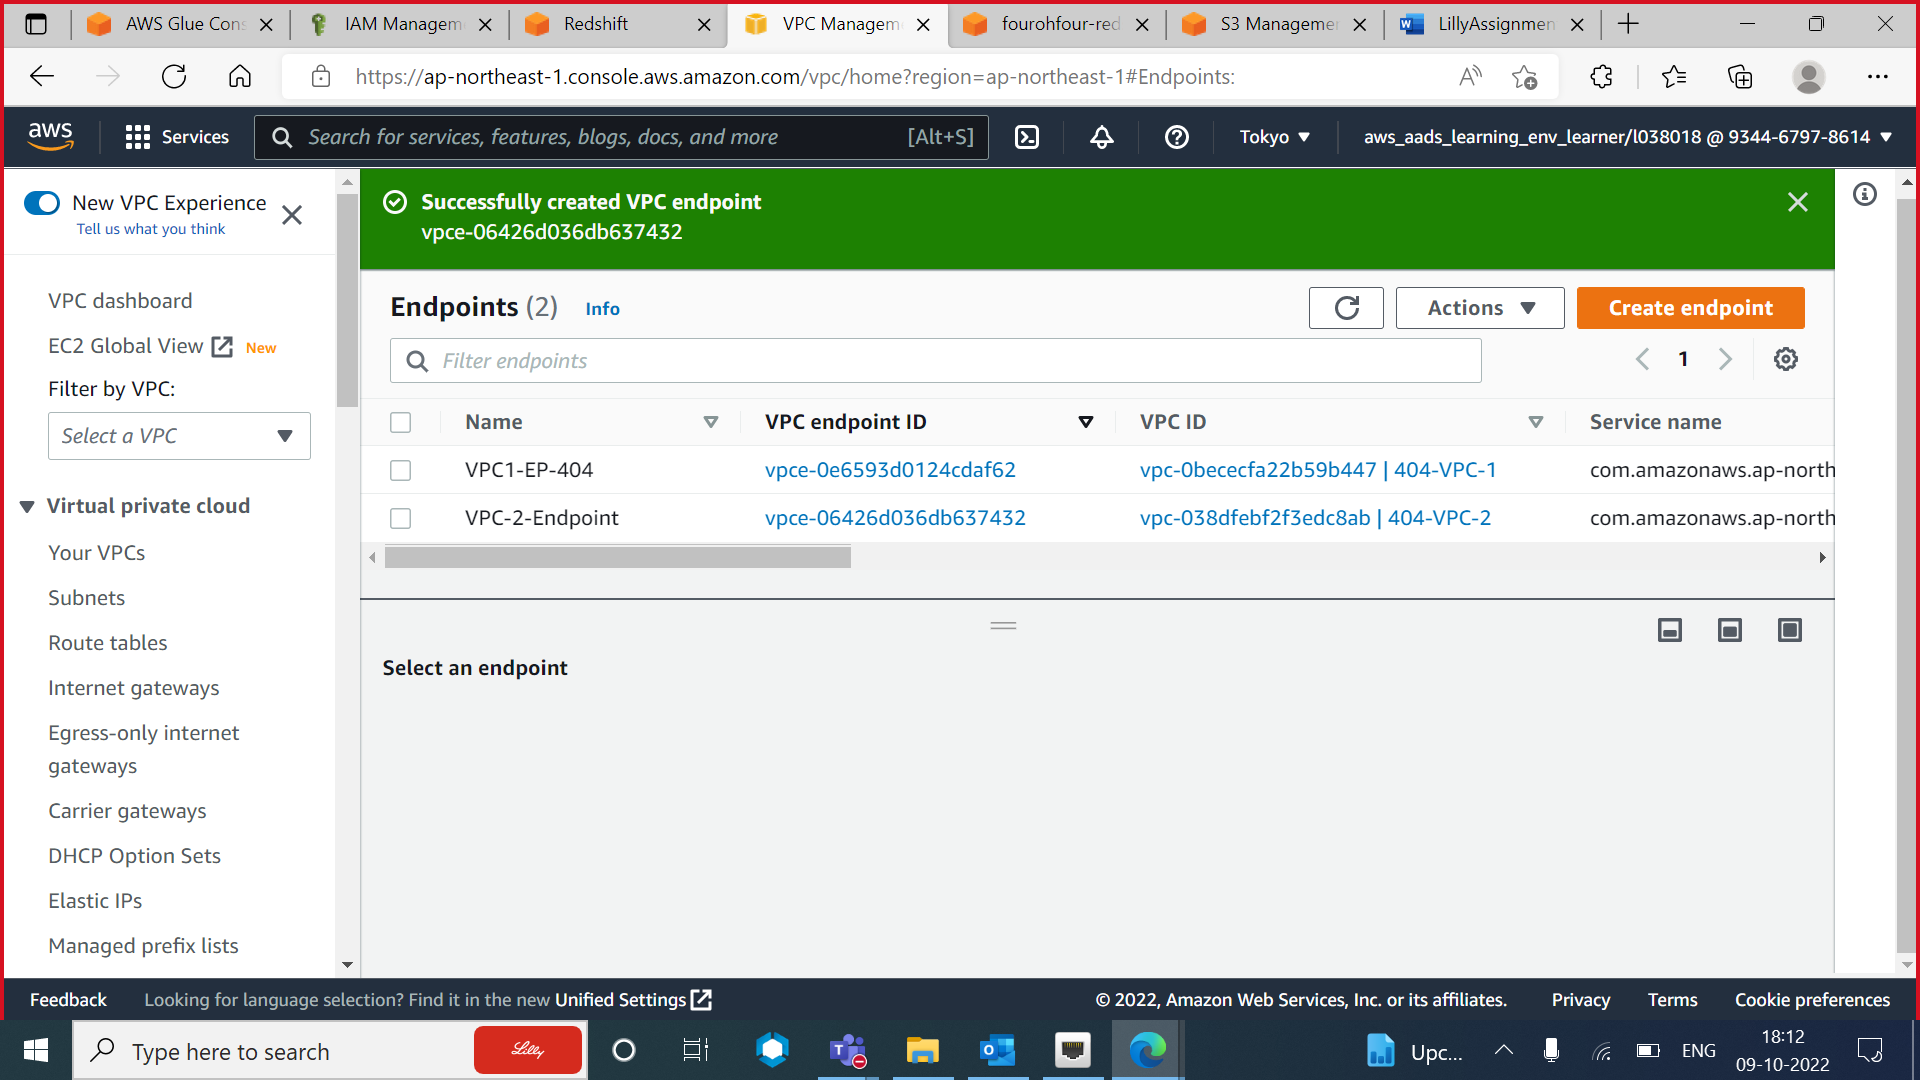 AWS Glue Cons
IAM Managem
Redshift
VPC Managem
fourohfour-red
S3 Managemen
LillyAssignmen
https://ap-northeast-1.console.aws.amazon.com/vpc/home?region=ap-northeast-1#Endpoints:
aws
Services
Search for services, features, blogs, docs, and more
[Alt+S]
Tokyo
aws_aads_learning_env_learner/l038018 @ 9344-6797-8614
New VPC Experience
Tell us what you think
VPC dashboard
EC2 Global View
New
Filter by VPC:
Select a VPC
Virtual private cloud
Your VPCs
Subnets
Route tables
Internet gateways
Egress-only internet
gateways
Carrier gateways
DHCP Option Sets
Elastic IPs
Managed prefix lists
Successfully created VPC endpoint
vpce-06426d036db637432
Endpoints (2)
Info
Actions
Create endpoint
Filter endpoints
1
Name
VPC endpoint ID
VPC ID
Service name
VPC1-EP-404
vpce-0e6593d0124cdaf62
vpc-0bececfa22b59b447 | 404-VPC-1
com.amazonaws.ap-north
VPC-2-Endpoint
vpce-06426d036db637432
vpc-038dfebf2f3edc8ab | 404-VPC-2
com.amazonaws.ap-north
Select an endpoint
Feedback
Looking for language selection? Find it in the new Unified Settings
© 2022, Amazon Web Services, Inc. or its affiliates.
Privacy
Terms
Cookie preferences
Type here to search
Lilly
Upc...
ENG
18:12
09-10-2022